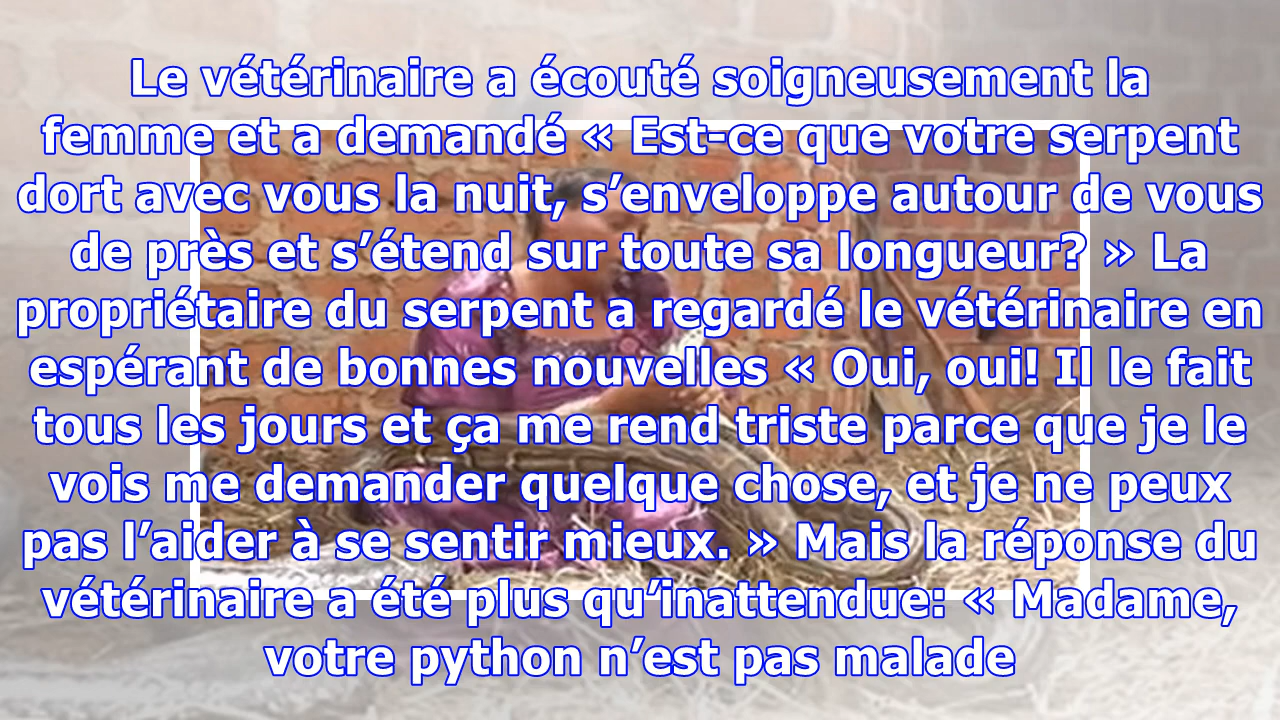 Le vétérinaire a écouté soigneusement la
femme et a demandé « Est-ce que votre serpent
dort avec vous la nuit, s’enveloppe autour de vous
de près et s’étend sur toute sa longueur? » La
propriétaire du serpent a regardé le vétérinaire en
espérant de bonnes nouvelles « Oui, oui! Il le fait
tous les jours et ça me rend triste parce que je le
vois me demander quelque chose, et je ne peux
pas l’aider à se sentir mieux. » Mais la réponse du
vétérinaire a été plus qu’inattendue: « Madame,
votre python n’est pas malade